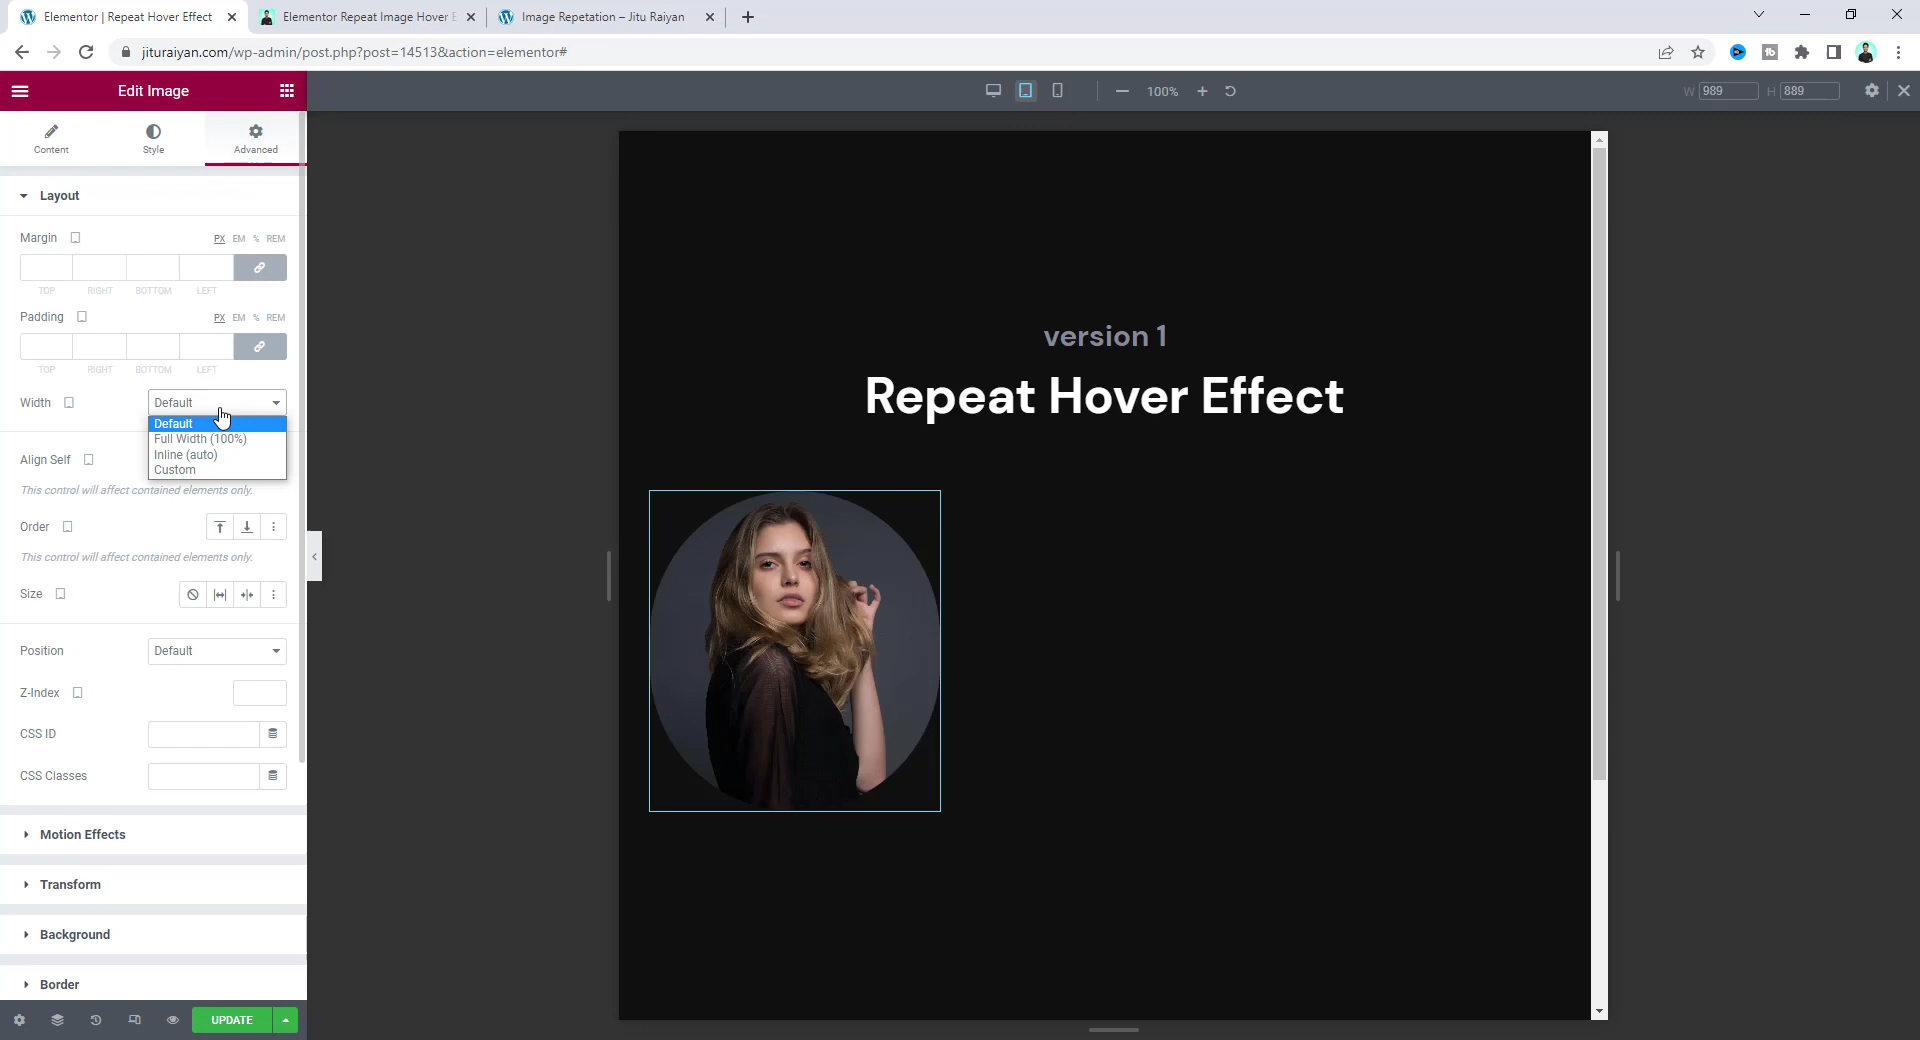 Elementor | Repeat Hover Effect
Elementor Repeat Image Hover E
Image Repetation – Jitu Raiyan
jituraiyan.com/wp-admin/post.php?post=14513&action=elementor#
Edit Image
100%
W 989 H 889
Content Style Advanced
Layout
Margin PX EM % REM
TOP RIGHT BOTTOM LEFT
Padding PX EM % REM
TOP RIGHT BOTTOM LEFT
Width Default
Default
Full Width (100%)
Inline (auto)
Custom
Align Self
This control will affect contained elements only.
Order
This control will affect contained elements only.
Size
Position Default
Z-Index
CSS ID
CSS Classes
Motion Effects
Transform
Background
Border
UPDATE
version 1
Repeat Hover Effect